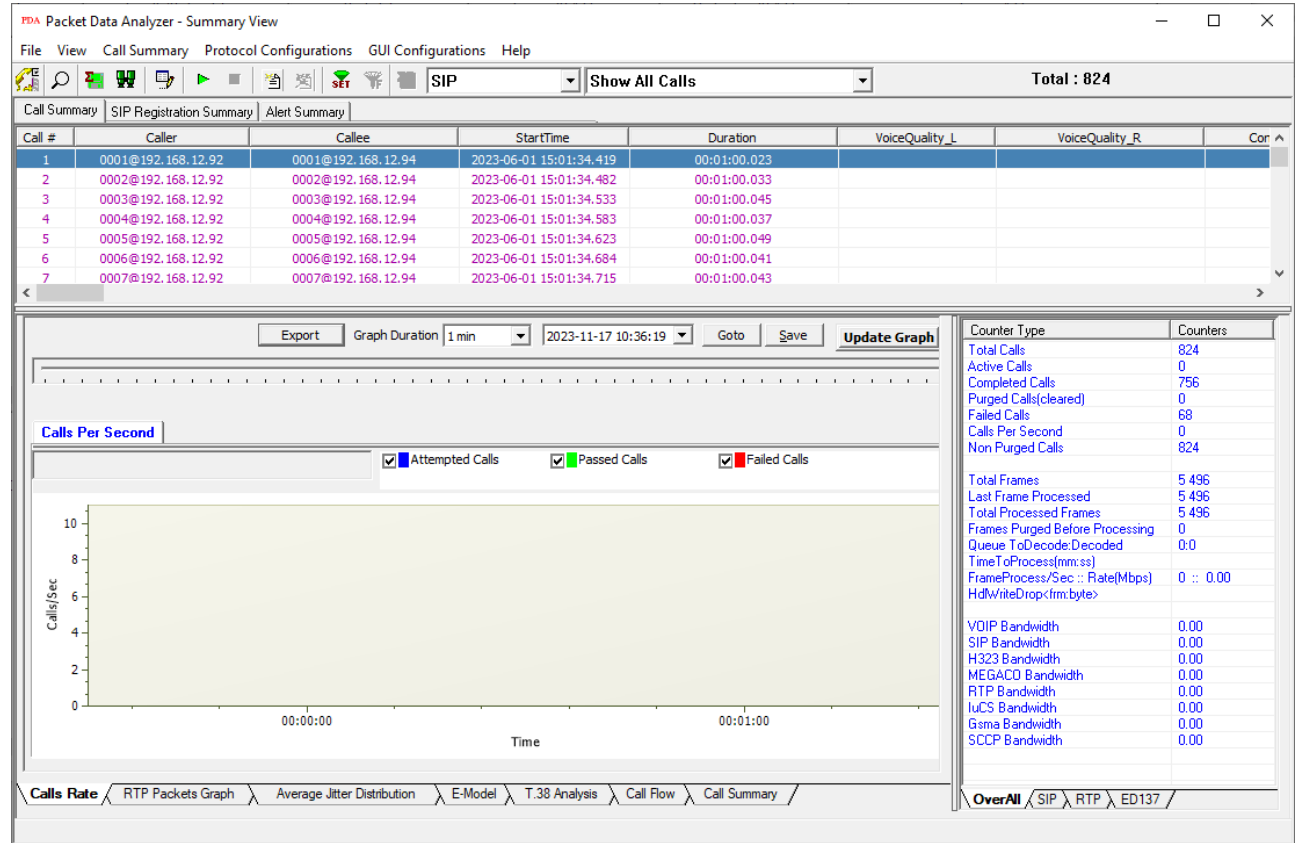 PDA Packet Data Analyzer - Summary View
File View Call Summary Protocol Configurations GUI Configurations Help
SET SIP Show All Calls Total : 824
Call Summary SIP Registration Summary Alert Summary
Call # Caller Callee StartTime Duration VoiceQuality_L VoiceQuality_R Cor
1 0001@192.168.12.92 0001@192.168.12.94 2023-06-01 15:01:34.419 00:01:00.023
2 0002@192.168.12.92 0002@192.168.12.94 2023-06-01 15:01:34.482 00:01:00.033
3 0003@192.168.12.92 0003@192.168.12.94 2023-06-01 15:01:34.533 00:01:00.045
4 0004@192.168.12.92 0004@192.168.12.94 2023-06-01 15:01:34.583 00:01:00.037
5 0005@192.168.12.92 0005@192.168.12.94 2023-06-01 15:01:34.623 00:01:00.049
6 0006@192.168.12.92 0006@192.168.12.94 2023-06-01 15:01:34.684 00:01:00.041
7 0007@192.168.12.92 0007@192.168.12.94 2023-06-01 15:01:34.715 00:01:00.043
Export Graph Duration 1 min 2023-11-17 10:36:19 Goto Save Update Graph
Calls Per Second
Attempted Calls Passed Calls Failed Calls
10
8
6
4
2
0
Calls/Sec
00:00:00 00:01:00
Time
Calls Rate RTP Packets Graph Average Jitter Distribution E-Model T.38 Analysis Call Flow Call Summary
Counter Type Counters
Total Calls 824
Active Calls 0
Completed Calls 756
Purged Calls(cleared) 0
Failed Calls 68
Calls Per Second 0
Non Purged Calls 824
Total Frames 5 496
Last Frame Processed 5 496
Total Processed Frames 5 496
Frames Purged Before Processing 0
Queue ToDecode:Decoded 0:0
TimeToProcess(mm:ss)
FrameProcess/Sec :: Rate(Mbps) 0 :: 0.00
HdlWriteDrop<frm:byte>
VOIP Bandwidth 0.00
SIP Bandwidth 0.00
H323 Bandwidth 0.00
MEGACO Bandwidth 0.00
RTP Bandwidth 0.00
IuCS Bandwidth 0.00
Gsma Bandwidth 0.00
SCCP Bandwidth 0.00
OverAll SIP RTP ED137